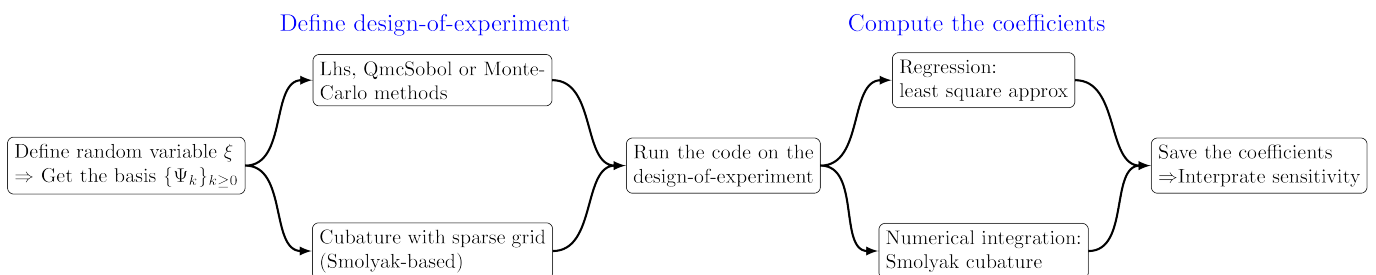 Define design-of-experiment
Compute the coefficients
Lhs, QmcSobol or Monte-
Carlo methods
Regression:
least square approx
Define random variable ξ
⇒ Get the basis {Ψₖ}ₖ≥₀
Run the code on the
design-of-experiment
Save the coefficients
⇒Interprate sensitivity
Cubature with sparse grid
(Smolyak-based)
Numerical integration:
Smolyak cubature